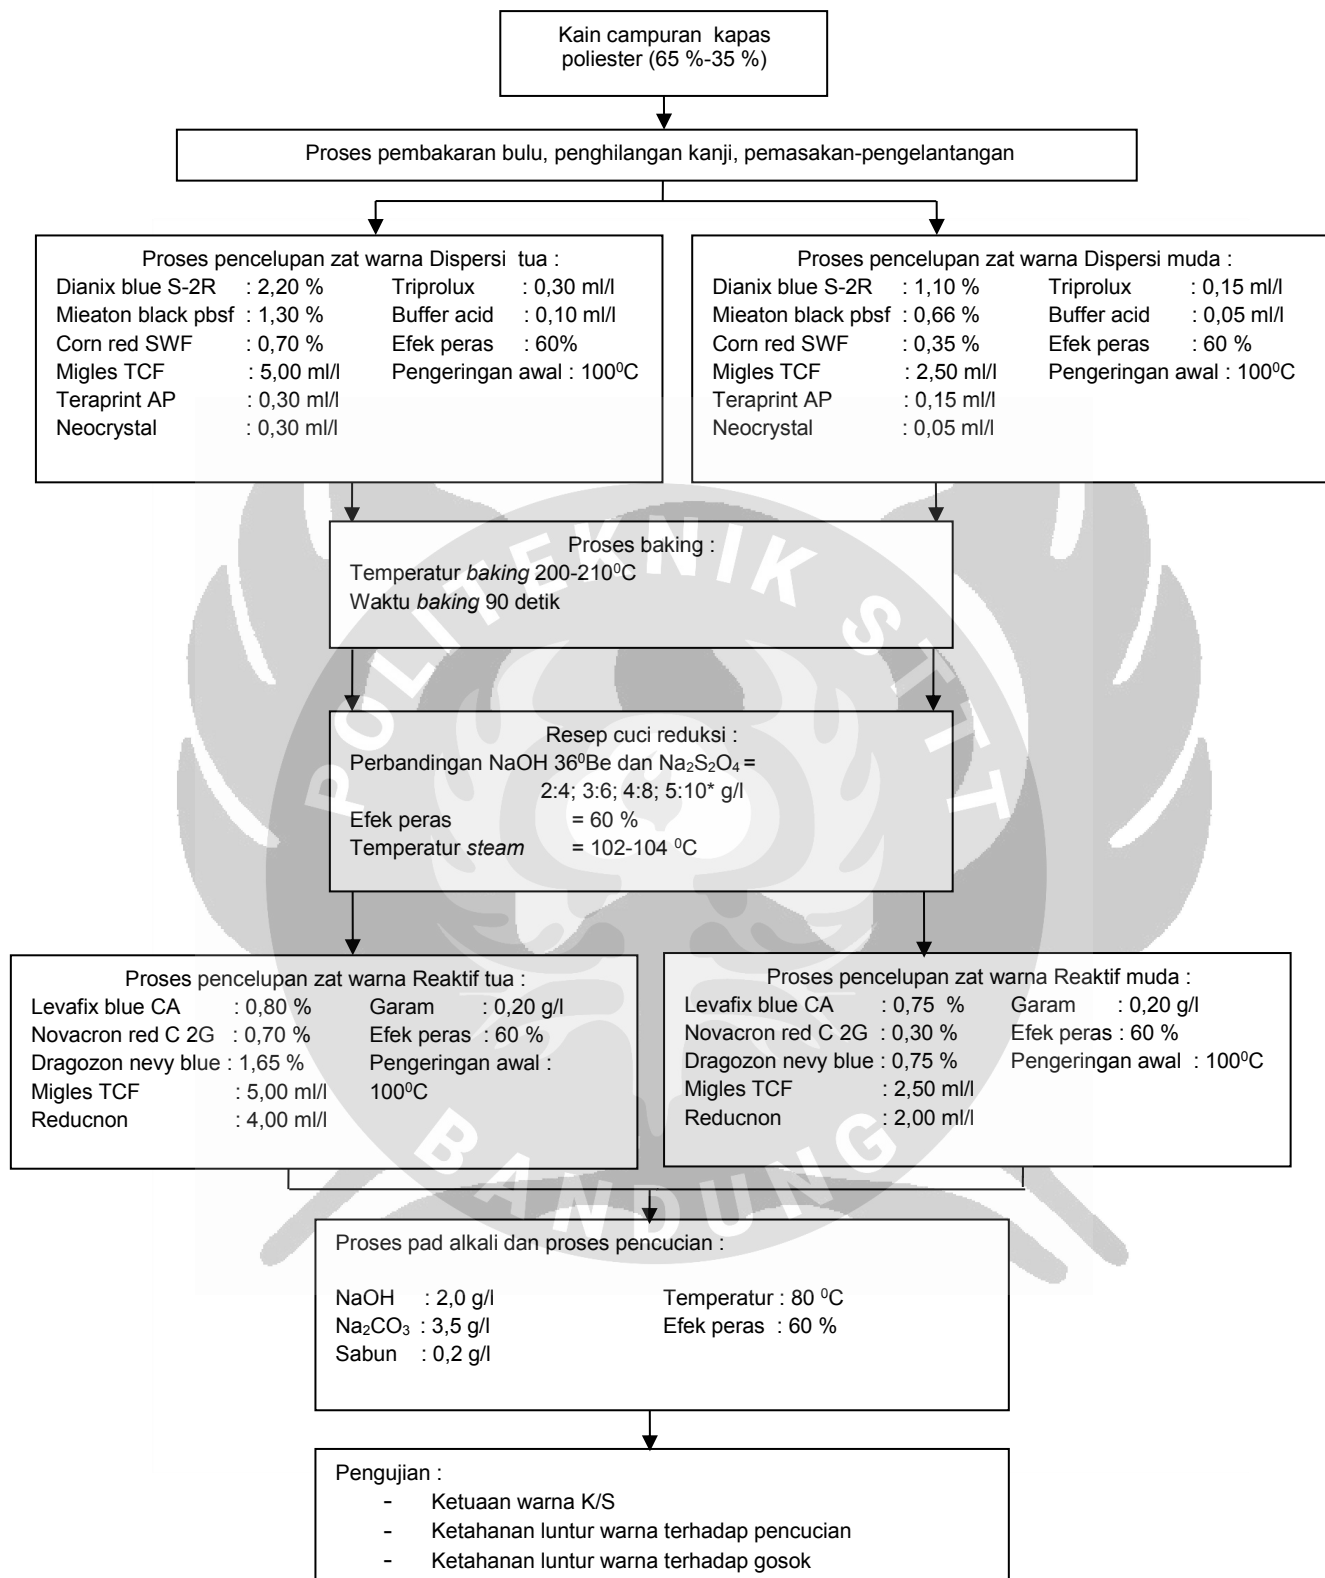 Kain campuran kapas
poliester (65 %-35 %)
Proses pembakaran bulu, penghilangan kanji, pemasakan-pengelantangan
Proses pencelupan zat warna Dispersi tua :
Dianix blue S-2R : 2,20 % Triprolux : 0,30 ml/l
Mieaton black pbsf : 1,30 % Buffer acid : 0,10 ml/l
Corn red SWF : 0,70 % Efek peras : 60%
Migles TCF : 5,00 ml/l Pengeringan awal : 100⁰C
Teraprint AP : 0,30 ml/l
Neocrystal : 0,30 ml/l
Proses pencelupan zat warna Dispersi muda :
Dianix blue S-2R : 1,10 % Triprolux : 0,15 ml/l
Mieaton black pbsf : 0,66 % Buffer acid : 0,05 ml/l
Corn red SWF : 0,35 % Efek peras : 60 %
Migles TCF : 2,50 ml/l Pengeringan awal : 100⁰C
Teraprint AP : 0,15 ml/l
Neocrystal : 0,05 ml/l
Proses baking :
Temperatur baking 200-210⁰C
Waktu baking 90 detik
Resep cuci reduksi :
Perbandingan NaOH 36⁰Be dan Na₂S₂O₄ =
2:4; 3:6; 4:8; 5:10* g/l
Efek peras = 60 %
Temperatur steam = 102-104 ⁰C
Proses pencelupan zat warna Reaktif tua :
Levafix blue CA : 0,80 % Garam : 0,20 g/l
Novacron red C 2G : 0,70 % Efek peras : 60 %
Dragozon nevy blue : 1,65 % Pengeringan awal :
Migles TCF : 5,00 ml/l 100⁰C
Reducnon : 4,00 ml/l
Proses pencelupan zat warna Reaktif muda :
Levafix blue CA : 0,75 % Garam : 0,20 g/l
Novacron red C 2G : 0,30 % Efek peras : 60 %
Dragozon nevy blue : 0,75 % Pengeringan awal : 100⁰C
Migles TCF : 2,50 ml/l
Reducnon : 2,00 ml/l
Proses pad alkali dan proses pencucian :
NaOH : 2,0 g/l Temperatur : 80 ⁰C
Na₂CO₃ : 3,5 g/l Efek peras : 60 %
Sabun : 0,2 g/l
Pengujian :
- Ketuaan warna K/S
- Ketahanan luntur warna terhadap pencucian
- Ketahanan luntur warna terhadap gosok
POLITEKNIK STTT
BANDUNG